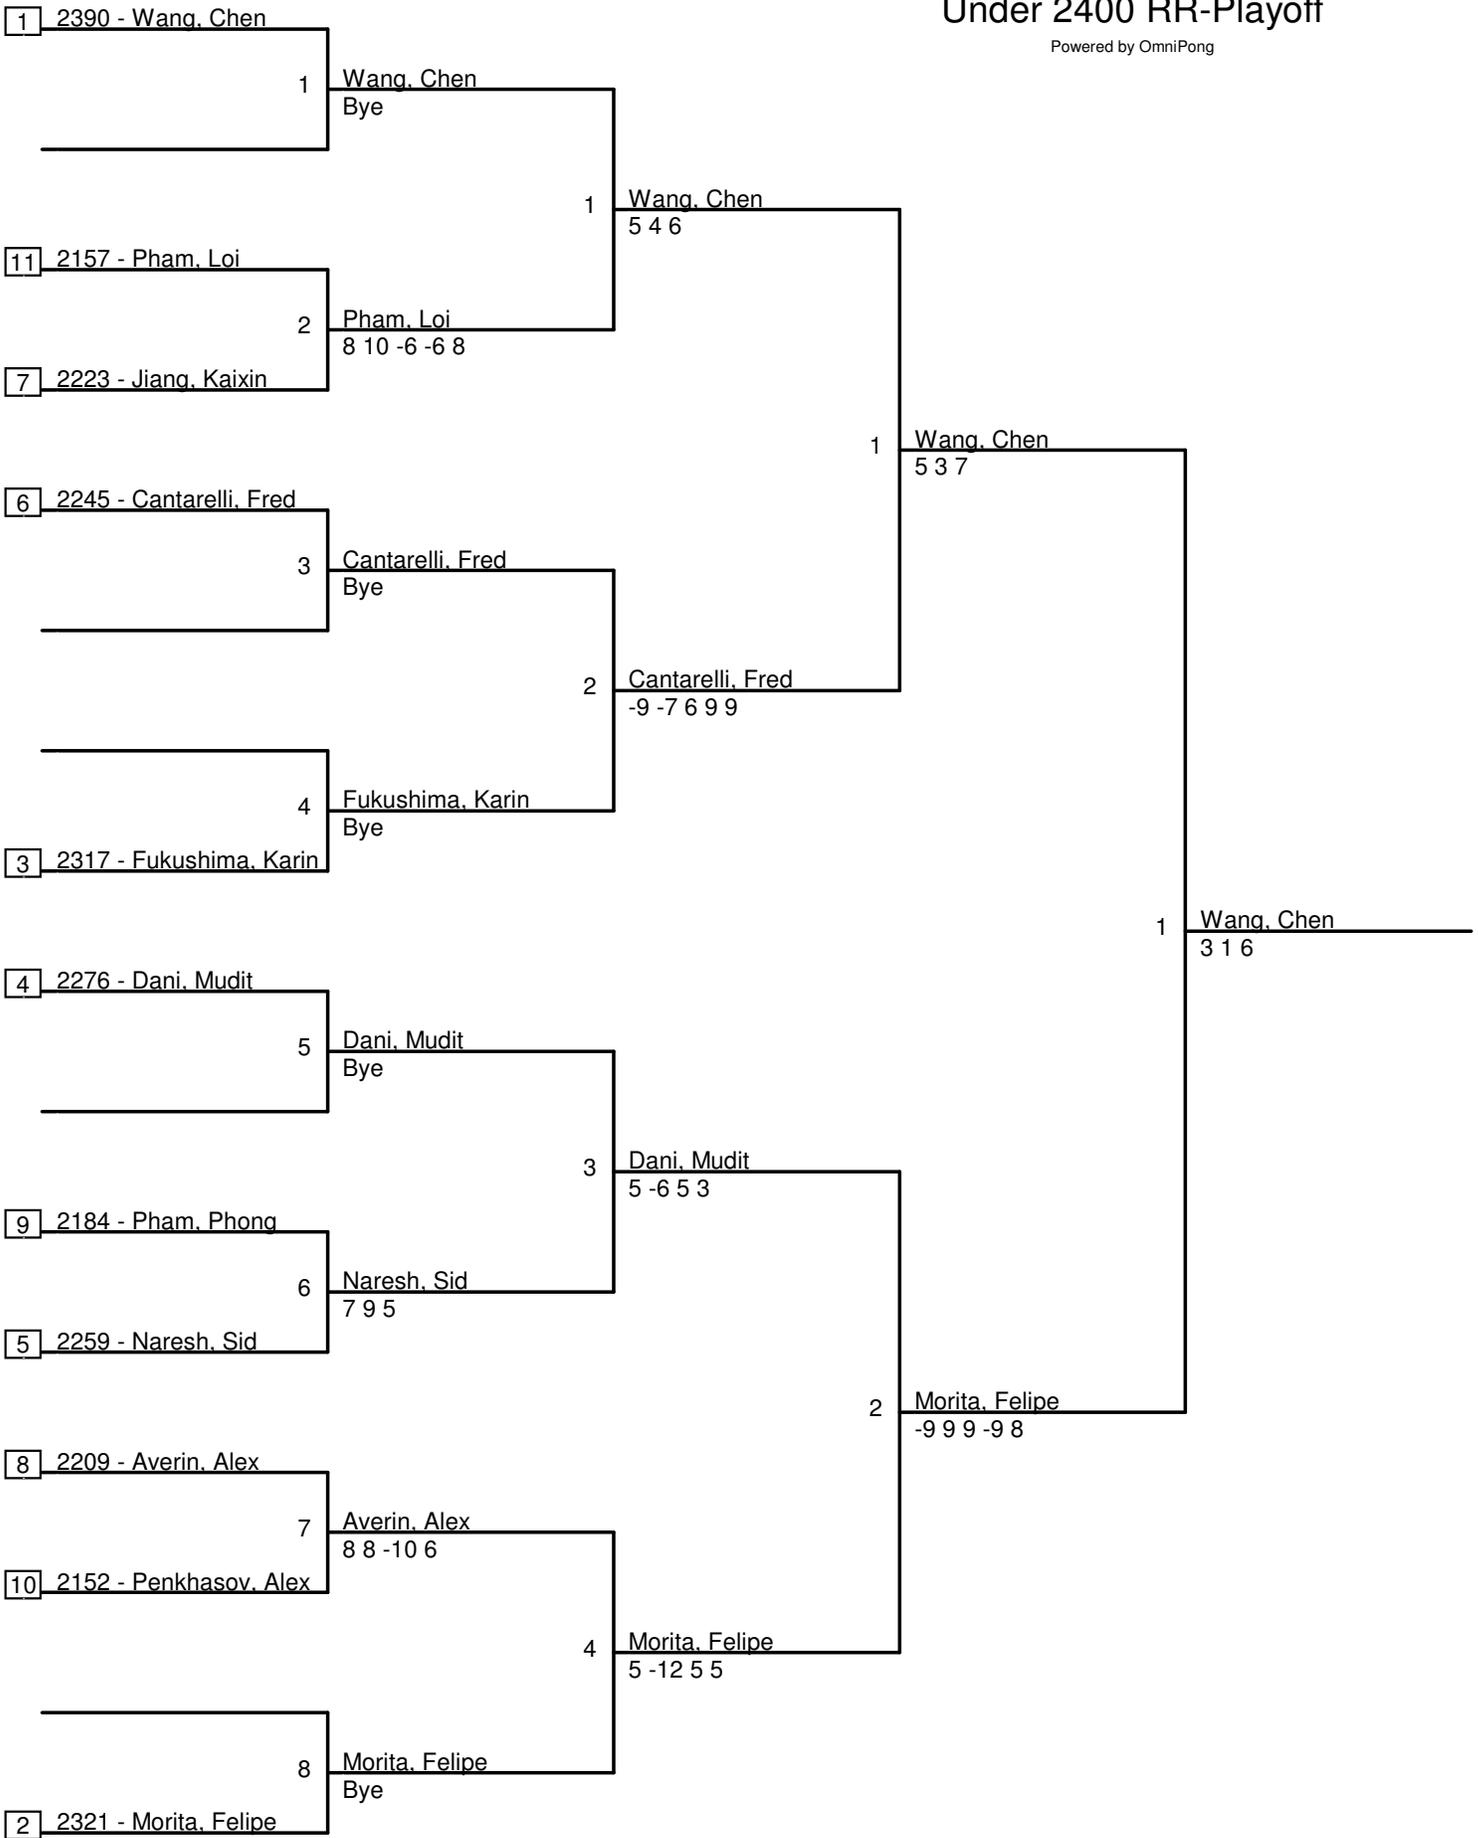 Under 2400 RR-Playoff
Powered by OmniPong
1 2390 - Wang, Chen
1 Wang, Chen
Bye
1 Wang, Chen
5 4 6
11 2157 - Pham, Loi
2 Pham, Loi
8 10 -6 -6 8
7 2223 - Jiang, Kaixin
1 Wang, Chen
5 3 7
6 2245 - Cantarelli, Fred
3 Cantarelli, Fred
Bye
2 Cantarelli, Fred
-9 -7 6 9 9
4 Fukushima, Karin
Bye
3 2317 - Fukushima, Karin
1 Wang, Chen
3 1 6
4 2276 - Dani, Mudit
5 Dani, Mudit
Bye
3 Dani, Mudit
5 -6 5 3
9 2184 - Pham, Phong
6 Naresh, Sid
7 9 5
5 2259 - Naresh, Sid
2 Morita, Felipe
-9 9 9 -9 8
8 2209 - Averin, Alex
7 Averin, Alex
8 8 -10 6
10 2152 - Penkhasov, Alex
4 Morita, Felipe
5 -12 5 5
8 Morita, Felipe
Bye
2 2321 - Morita, Felipe